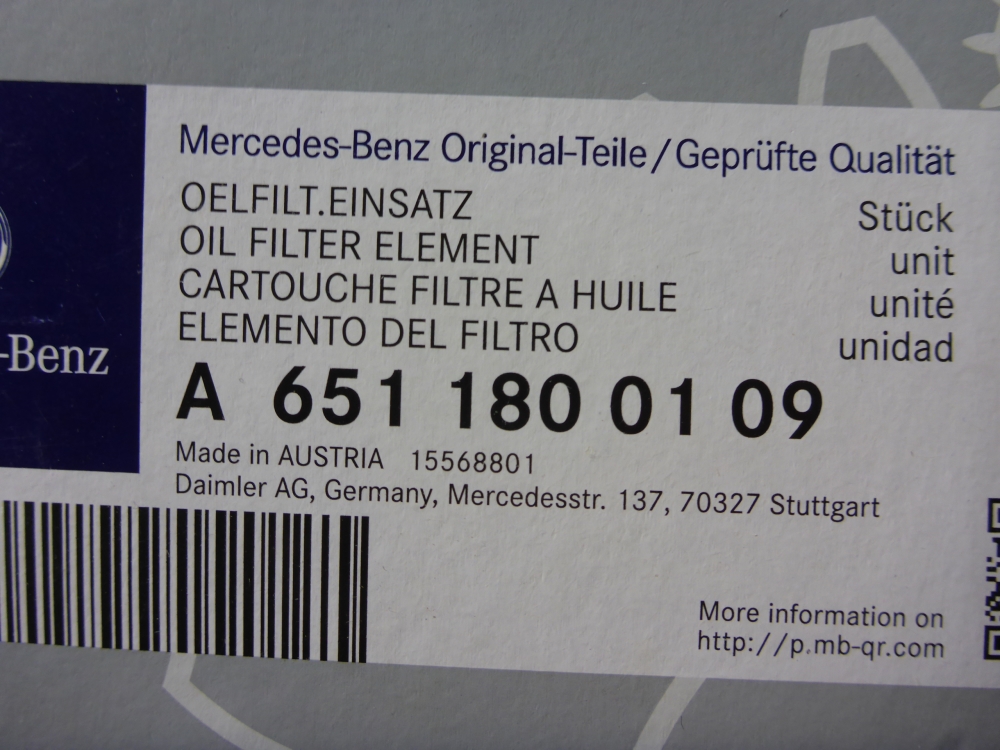 Mercedes-Benz Original-Teile/Geprüfte Qualität
OELFILT.EINSATZ Stück
OIL FILTER ELEMENT unit
CARTOUCHE FILTRE A HUILE unité
ELEMENTO DEL FILTRO unidad
-Benz
A 651 180 01 09
Made in AUSTRIA 15568801
Daimler AG, Germany, Mercedesstr. 137, 70327 Stuttgart
More information on
http://p.mb-qr.com